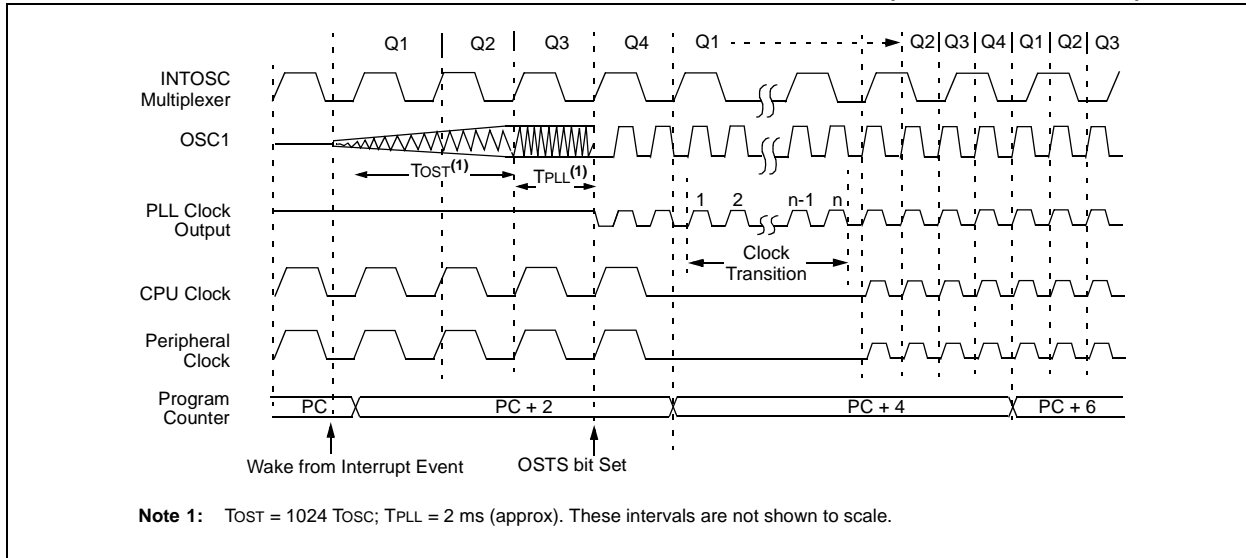 Q1 Q2 Q3 Q4 Q1 Q2 Q3 Q4 Q1 Q2 Q3
INTOSC
Multiplexer
OSC1
TOST(1) TPLL(1)
1 2 n-1 n
PLL Clock
Output
Clock
Transition
CPU Clock
Peripheral
Clock
Program
Counter
PC PC + 2 PC + 4 PC + 6
Wake from Interrupt Event OSTS bit Set
Note 1: TOST = 1024 TOSC; TPLL = 2 ms (approx). These intervals are not shown to scale.